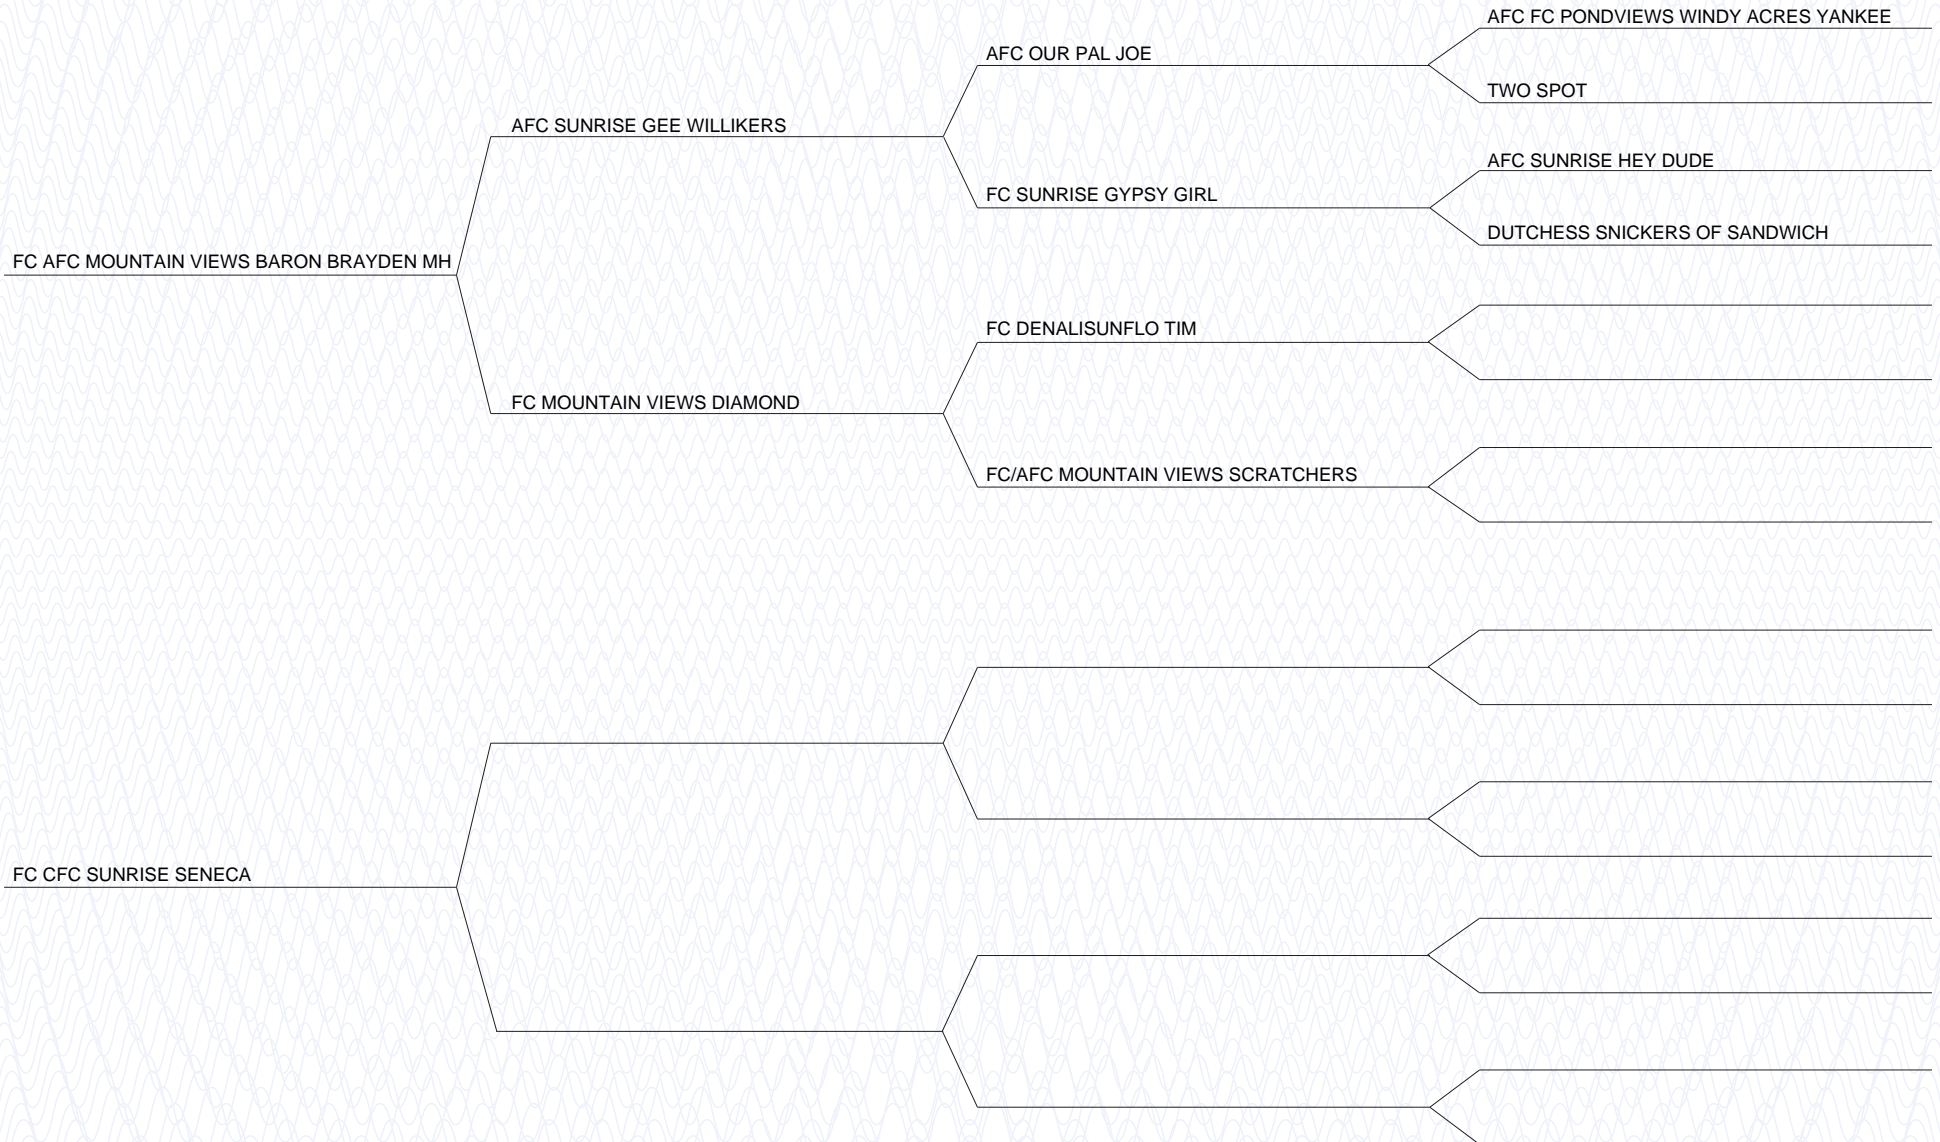 AFC FC PONDVIEWS WINDY ACRES YANKEE
AFC OUR PAL JOE
TWO SPOT
AFC SUNRISE GEE WILLIKERS
AFC SUNRISE HEY DUDE
FC SUNRISE GYPSY GIRL
DUTCHESS SNICKERS OF SANDWICH
FC AFC MOUNTAIN VIEWS BARON BRAYDEN MH
FC DENALISUNFLO TIM
FC MOUNTAIN VIEWS DIAMOND
FC/AFC MOUNTAIN VIEWS SCRATCHERS
FC CFC SUNRISE SENECA